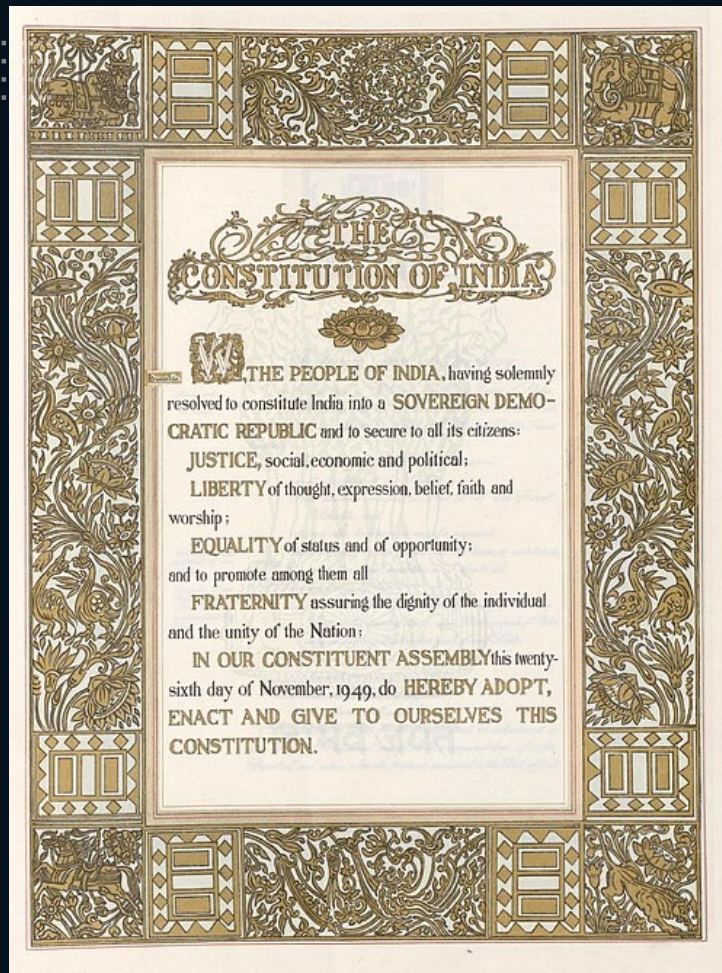 THE
CONSTITUTION OF INDIA
WE, THE PEOPLE OF INDIA, having solemnly
resolved to constitute India into a SOVEREIGN DEMO-
CRATIC REPUBLIC and to secure to all its citizens:
JUSTICE, social, economic and political;
LIBERTY of thought, expression, belief, faith and
worship;
EQUALITY of status and of opportunity;
and to promote among them all
FRATERNITY assuring the dignity of the individual
and the unity of the Nation;
IN OUR CONSTITUENT ASSEMBLY this twenty-
sixth day of November, 1949, do HEREBY ADOPT,
ENACT AND GIVE TO OURSELVES THIS
CONSTITUTION.